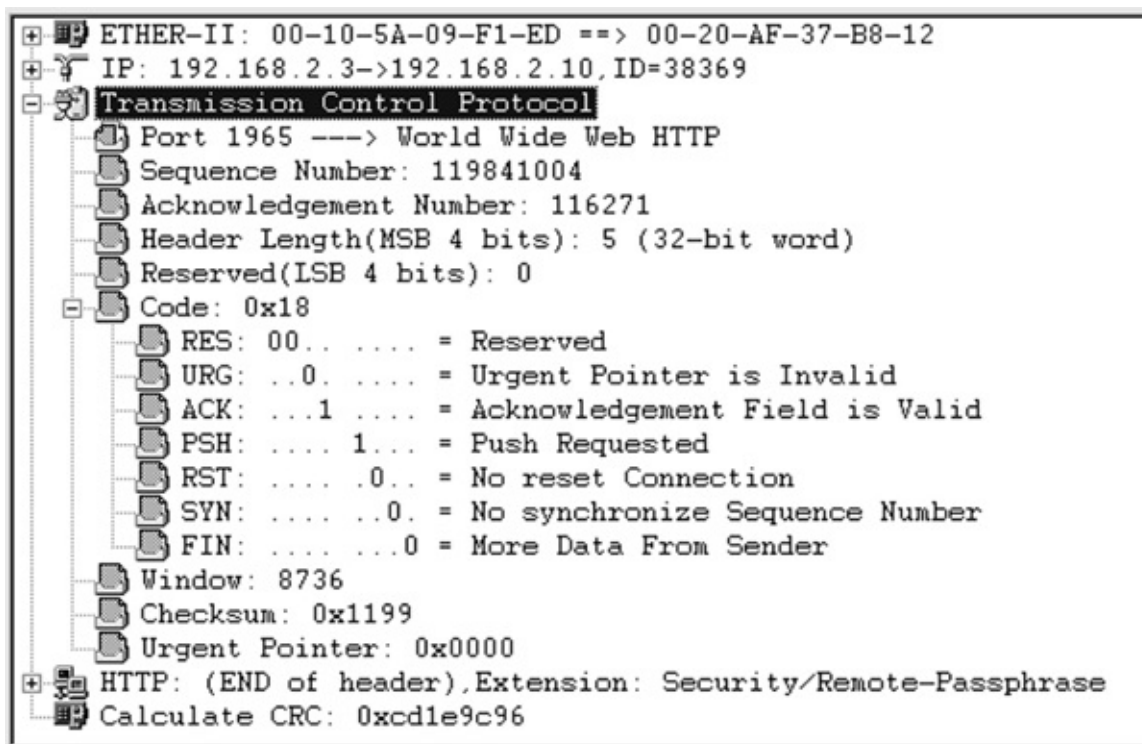 ETHER-II: 00-10-5A-09-F1-ED ==> 00-20-AF-37-B8-12
IP: 192.168.2.3->192.168.2.10,ID=38369
Transmission Control Protocol
Port 1965 ---> World Wide Web HTTP
Sequence Number: 119841004
Acknowledgement Number: 116271
Header Length(MSB 4 bits): 5 (32-bit word)
Reserved(LSB 4 bits): 0
Code: 0x18
RES: 00.. .... = Reserved
URG: ..0. .... = Urgent Pointer is Invalid
ACK: ...1 .... = Acknowledgement Field is Valid
PSH: .... 1... = Push Requested
RST: .... .0.. = No reset Connection
SYN: .... ..0. = No synchronize Sequence Number
FIN: .... ...0 = More Data From Sender
Window: 8736
Checksum: 0x1199
Urgent Pointer: 0x0000
HTTP: (END of header),Extension: Security/Remote-Passphrase
Calculate CRC: 0xcd1e9c96